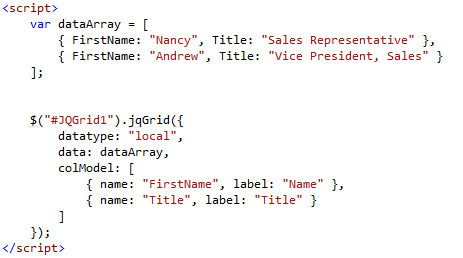 <script>
    var dataArray = [
        { FirstName: "Nancy", Title: "Sales Representative" },
        { FirstName: "Andrew", Title: "Vice President, Sales" }
    ];
    $("#JQGrid1").jqGrid({
        datatype: "local",
        data: dataArray,
        colModel: [
            { name: "FirstName", label: "Name" },
            { name: "Title", label: "Title" }
        ]
    });
</script>